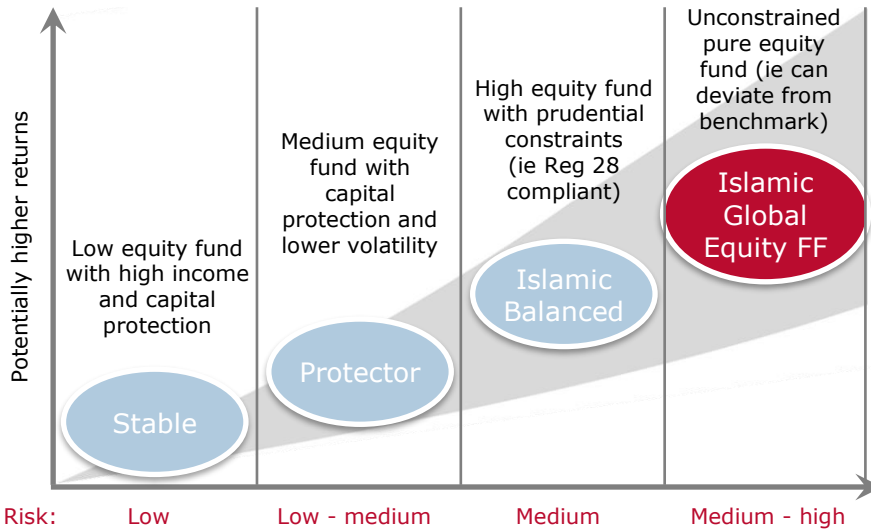 Potentially higher returns
Low equity fund
with high income
and capital
protection
Stable
Medium equity
fund with
capital
protection and
lower volatility
Protector
High equity fund
with prudential
constraints
(ie Reg 28
compliant)
Islamic
Balanced
Unconstrained
pure equity
fund (ie can
deviate from
benchmark)
Islamic
Global
Equity FF
Risk: Low Low - medium Medium Medium - high